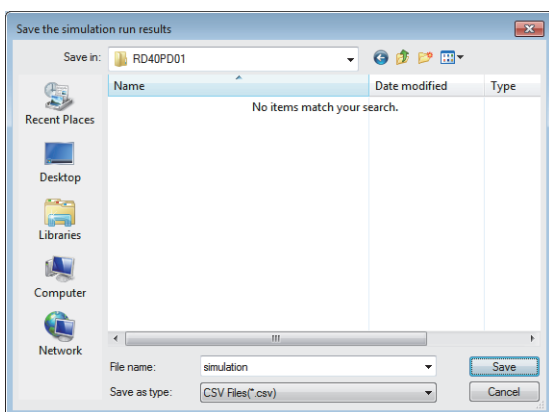 Save the simulation run results
Save in: RD40PD01
Name Date modified Type
No items match your search.
Recent Places
Desktop
Libraries
Computer
Network
File name: simulation Save
Save as type: CSV Files(*.csv) Cancel